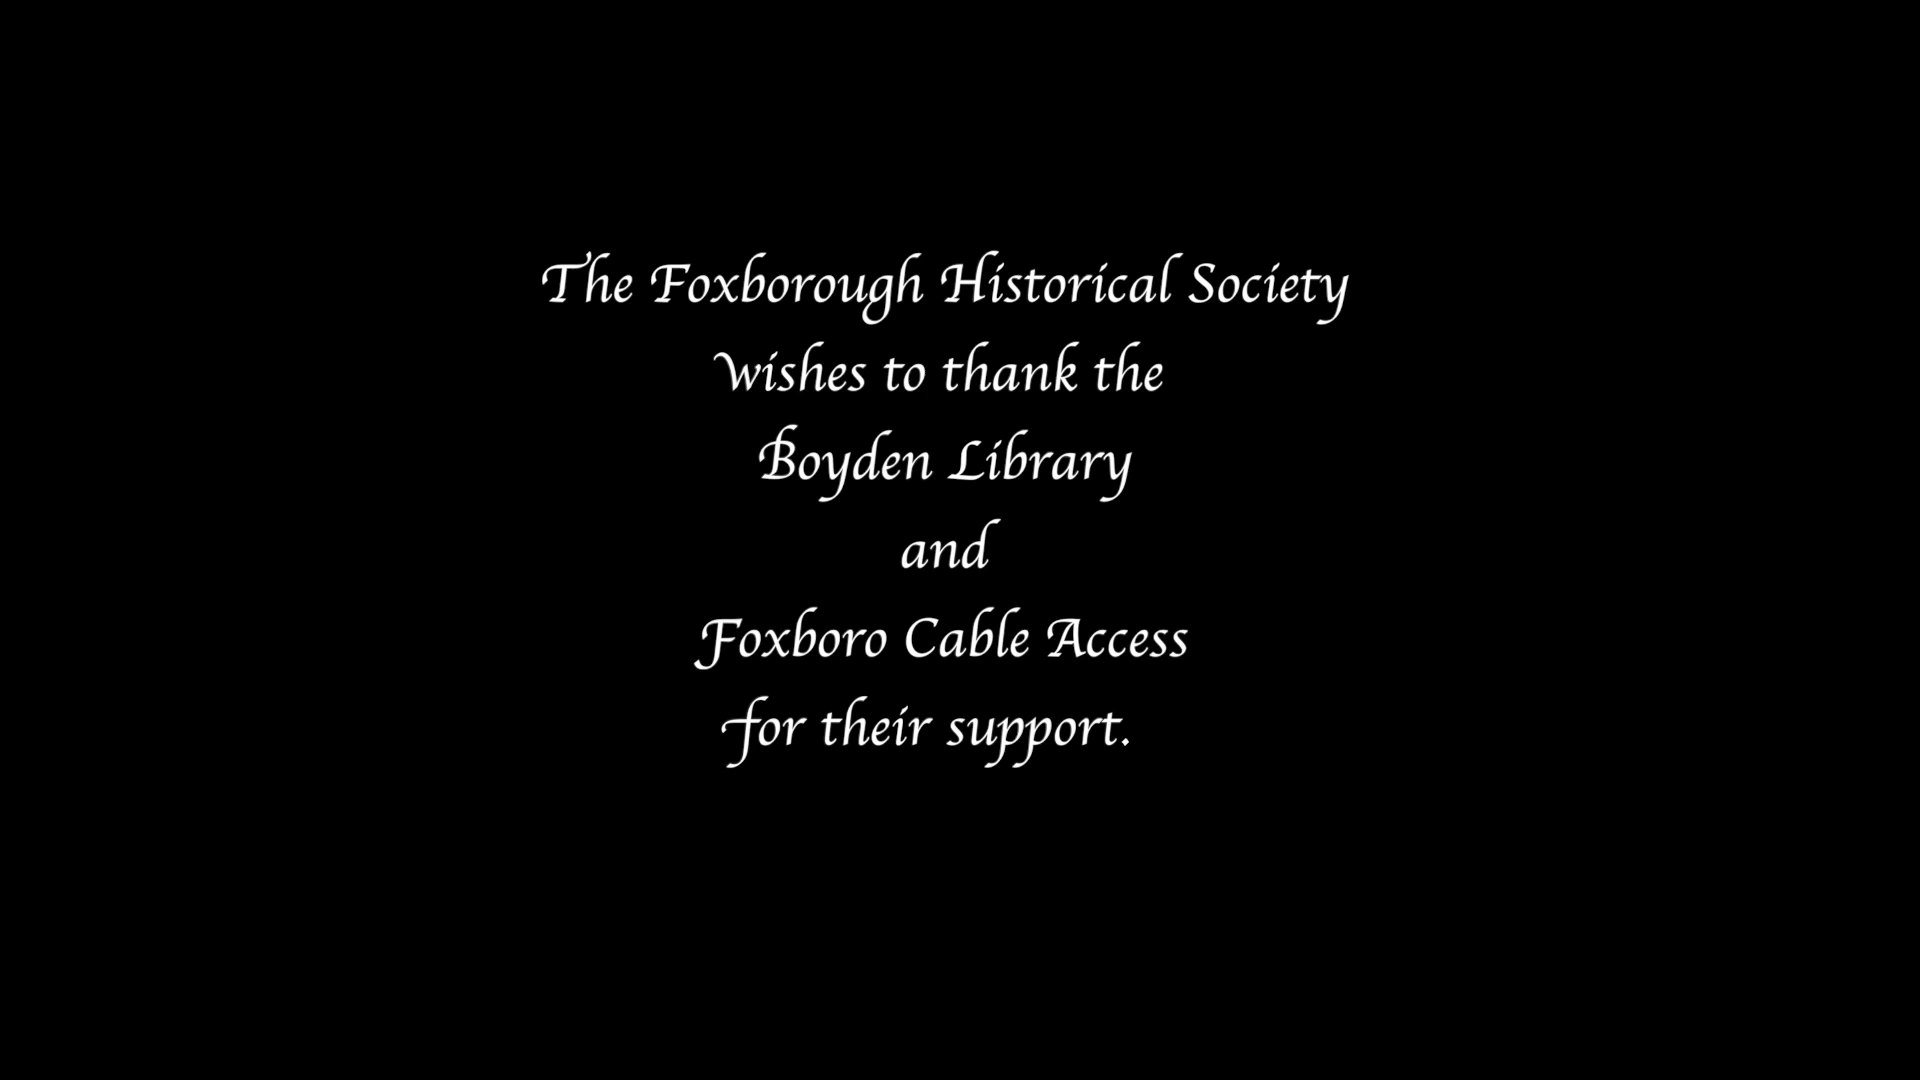 The Foxborough Historical Society
wishes to thank the
Boyden Library
and
Foxboro Cable Access
for their support.